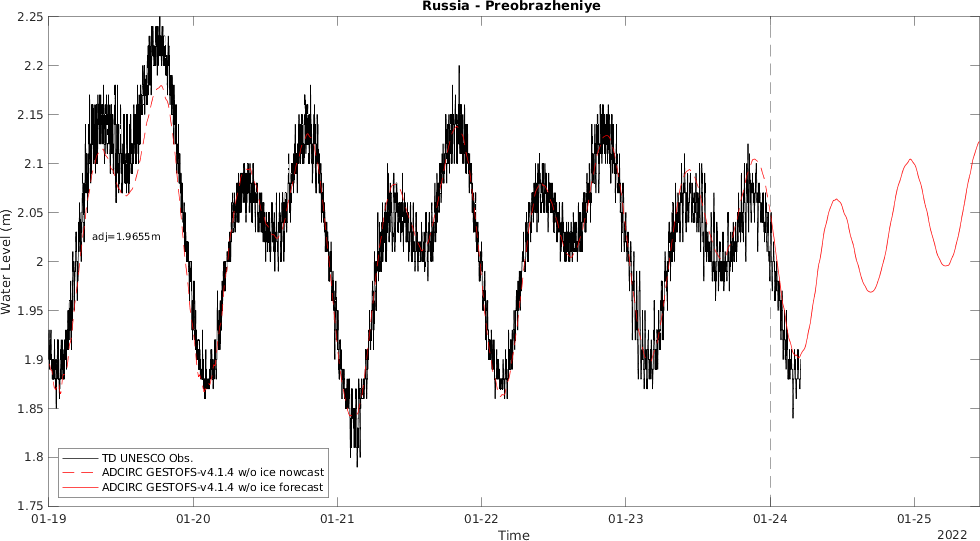 Russia - Preobrazheniye
2.25
2.2
2.15
2.1
2.05
2
1.95
1.9
1.85
1.8
1.75
Water Level (m)
adj=1.9655m
TD UNESCO Obs.
ADCIRC GESTOFS-v4.1.4 w/o ice nowcast
ADCIRC GESTOFS-v4.1.4 w/o ice forecast
01-19
01-20
01-21
01-22
01-23
01-24
01-25
Time
2022